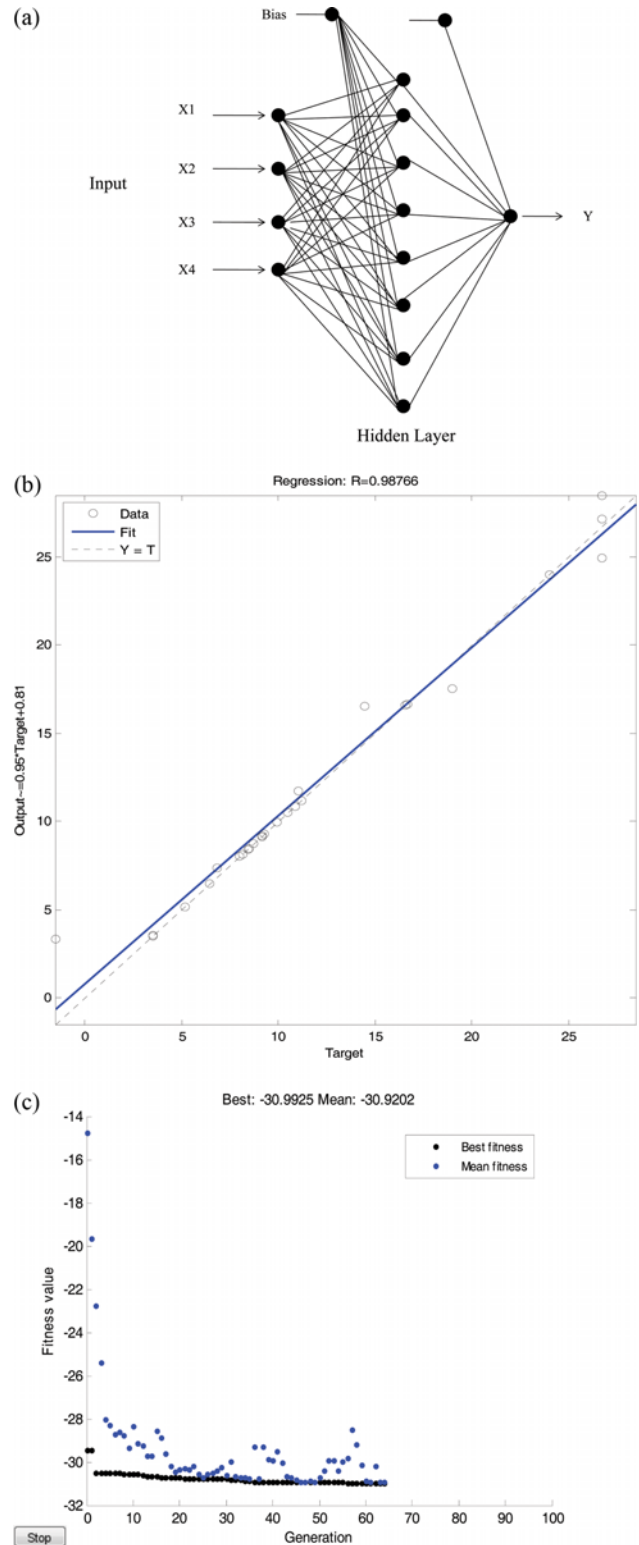 (a)
Bias
X1
X2
Input
X3
X4
Y
Hidden Layer
(b)
Regression: R=0.98766
Data
Fit
Y = T
25
20
15
10
5
0
Output~=0.95*Target+0.81
0 5 10 15 20 25
Target
(c)
Best: -30.9925 Mean: -30.9202
-14
-16
-18
-20
-22
-24
-26
-28
-30
-32
Best fitness
Mean fitness
Fitness value
0 10 20 30 40 50 60 70 80 90 100
Generation
Stop